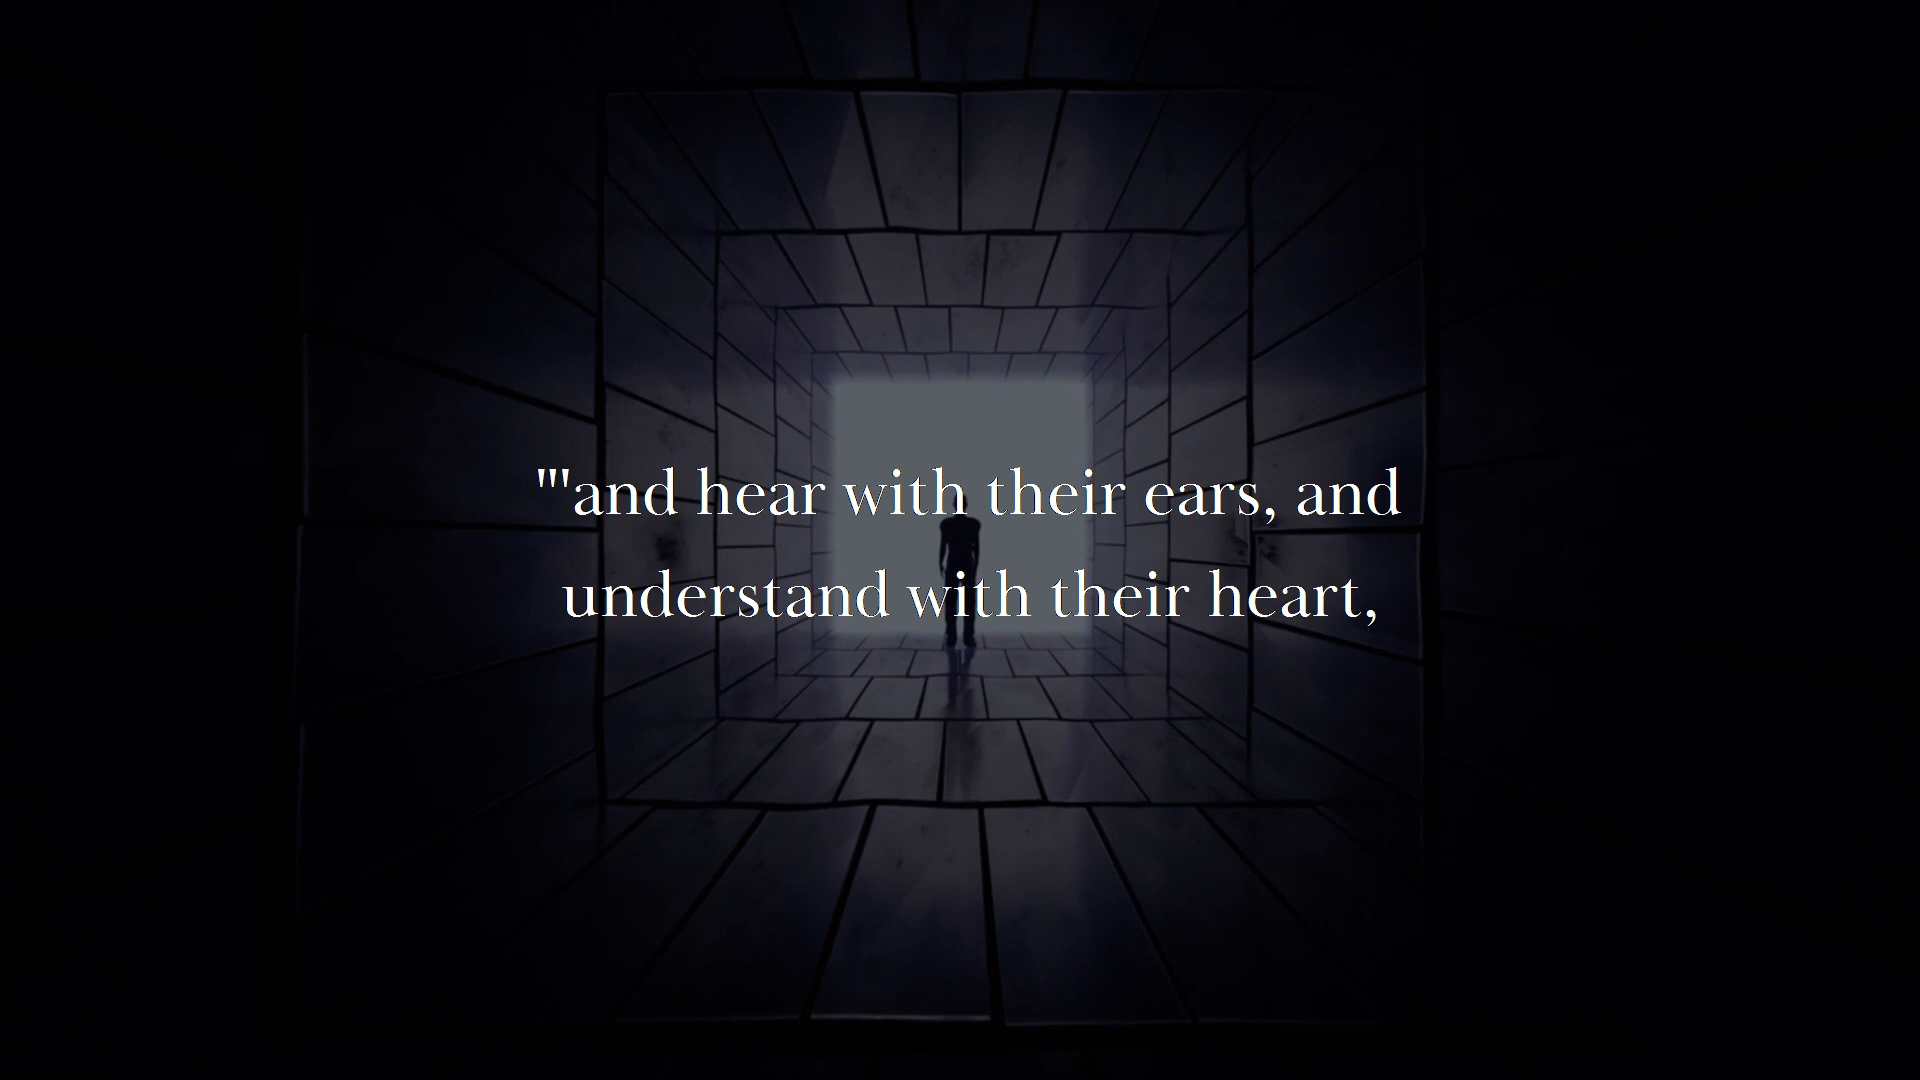 "'and hear with their ears, and
understand with their heart,